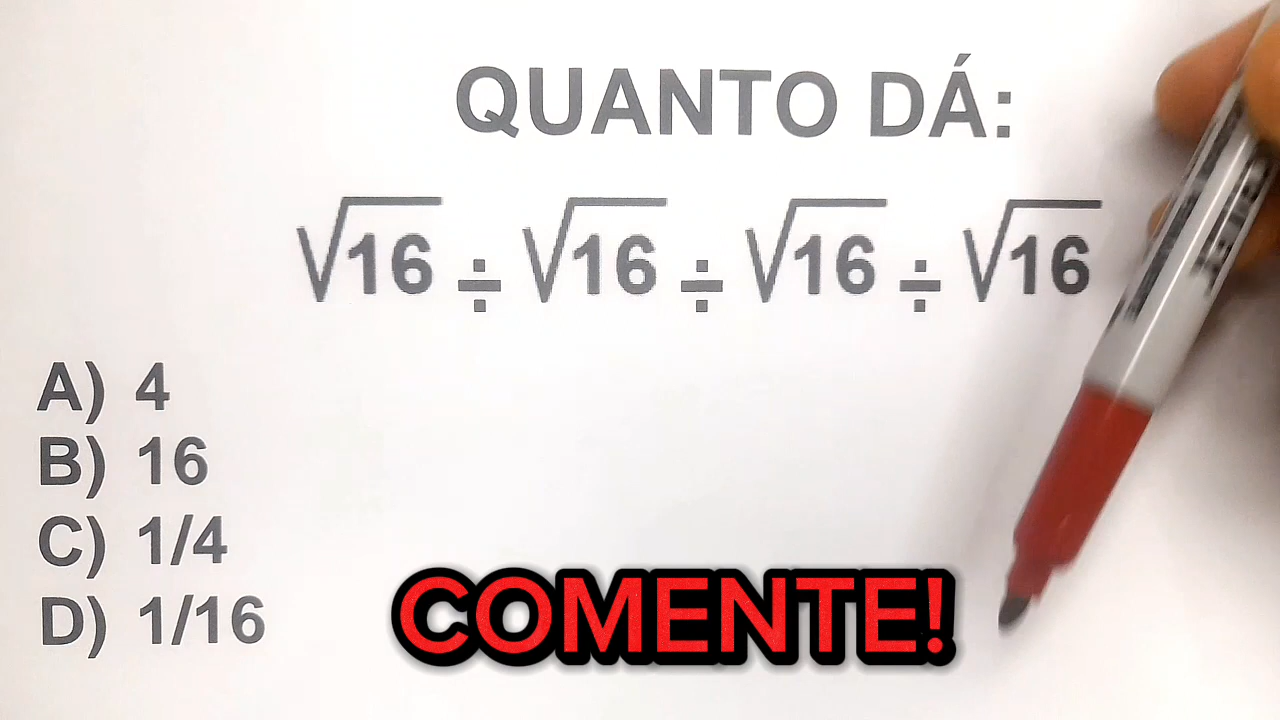 QUANTO DÁ:
√16 ÷ √16 ÷ √16 ÷ √16
A) 4
B) 16
C) 1/4
D) 1/16
COMENTE!